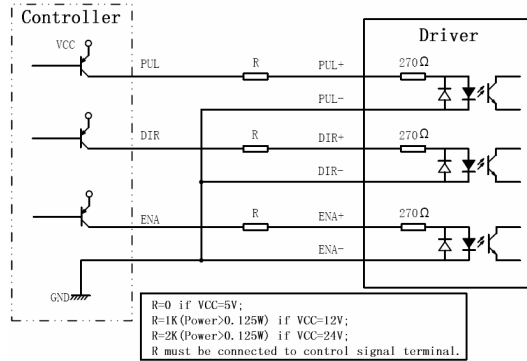 Controller
Driver
VCC
PUL
R
PUL+
270Ω
PUL-
DIR
R
DIR+
270Ω
DIR-
ENA
R
ENA+
270Ω
ENA-
GND
R=0 if VCC=5V;
R=1K(Power>0.125W) if VCC=12V;
R=2K(Power>0.125W) if VCC=24V;
R must be connected to control signal terminal.